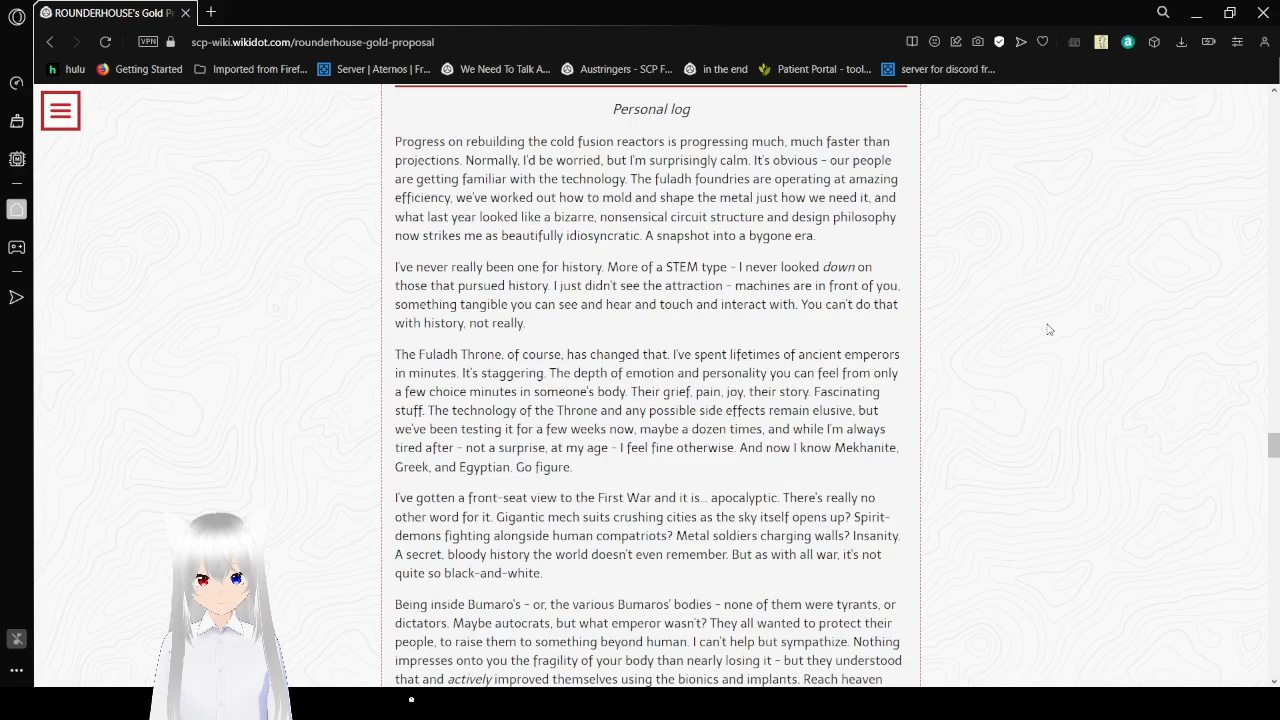 ROUNDERHOUSE's Gold P
VPN
scp-wiki.wikidot.com/rounderhouse-gold-proposal
hulu
Getting Started
Imported from Firef...
Server | Aternos | Fr...
We Need To Talk A...
Austringers - SCP F...
in the end
Patient Portal - tool...
server for discord fr...
Personal log
Progress on rebuilding the cold fusion reactors is progressing much, much faster than
projections. Normally, I'd be worried, but I'm surprisingly calm. It's obvious - our people
are getting familiar with the technology. The fuladh foundries are operating at amazing
efficiency, we've worked out how to mold and shape the metal just how we need it, and
what last year looked like a bizarre, nonsensical circuit structure and design philosophy
now strikes me as beautifully idiosyncratic. A snapshot into a bygone era.
I've never really been one for history. More of a STEM type - I never looked down on
those that pursued history. I just didn't see the attraction - machines are in front of you,
something tangible you can see and hear and touch and interact with. You can't do that
with history, not really.
The Fuladh Throne, of course, has changed that. I've spent lifetimes of ancient emperors
in minutes. It's staggering. The depth of emotion and personality you can feel from only
a few choice minutes in someone's body. Their grief, pain, joy, their story. Fascinating
stuff. The technology of the Throne and any possible side effects remain elusive, but
we've been testing it for a few weeks now, maybe a dozen times, and while I'm always
tired after - not a surprise, at my age - I feel fine otherwise. And now I know Mekhanite,
Greek, and Egyptian. Go figure.
I've gotten a front-seat view to the First War and it is... apocalyptic. There's really no
other word for it. Gigantic mech suits crushing cities as the sky itself opens up? Spirit-
demons fighting alongside human compatriots? Metal soldiers charging walls? Insanity.
A secret, bloody history the world doesn't even remember. But as with all war, it's not
quite so black-and-white.
Being inside Bumaro's - or, the various Bumaros' bodies - none of them were tyrants, or
dictators. Maybe autocrats, but what emperor wasn't? They all wanted to protect their
people, to raise them to something beyond human. I can't help but sympathize. Nothing
impresses onto you the fragility of your body than nearly losing it - but they understood
that and actively improved themselves using the bionics and implants. Reach heaven